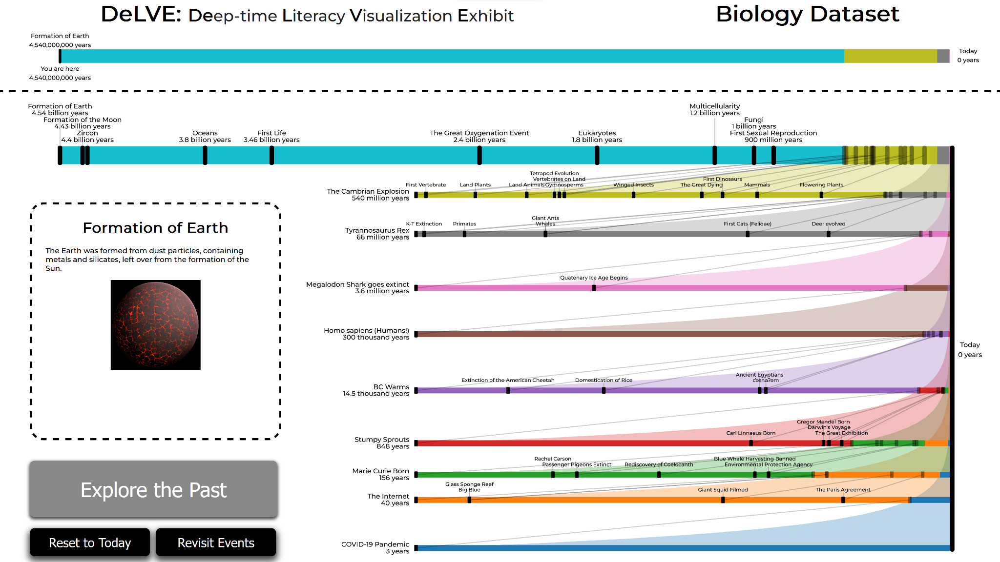 DeLVE: Deep-time Literacy Visualization Exhibit
Biology Dataset
Formation of Earth
4,540,000,000 years
You are here
4,540,000,000 years
Today
0 years
Formation of Earth
4.54 billion years
Formation of the Moon
4.43 billion years
Zircon
4.4 billion years
Oceans
3.8 billion years
First Life
3.46 billion years
The Great Oxygenation Event
2.4 billion years
Eukaryotes
1.8 billion years
Multicellularity
1.2 billion years
Fungi
1 billion years
First Sexual Reproduction
900 million years
The Cambrian Explosion
540 million years
First Vertebrate
Land Plants
Land Animals
Tetrapod Evolution
Vertebrates on Land
Gymnosperms
Winged Insects
The Great Dying
First Dinosaurs
Mammals
Flowering Plants
Tyrannosaurus Rex
66 million years
K-T Extinction
Primates
Giant Ants
Whales
First Cats (Felidae)
Deer evolved
Megalodon Shark goes extinct
3.6 million years
Quatenary Ice Age Begins
Homo sapiens (Humans!)
300 thousand years
BC Warms
14.5 thousand years
Extinction of the American Cheetah
Domestication of Rice
Ancient Egyptians
c̓əsnaʔəm
Stumpy Sprouts
848 years
Carl Linnaeus Born
Gregor Mendel Born
Darwin's Voyage
The Great Exhibition
Marie Curie Born
156 years
Rachel Carson
Passenger Pigeons Extinct
Rediscovery of Coelocanth
Blue Whale Harvesting Banned
Environmental Protection Agency
The Internet
40 years
Glass Sponge Reef
Big Blue
Giant Squid Filmed
The Paris Agreement
COVID-19 Pandemic
3 years
Today
0 years
Formation of Earth
The Earth was formed from dust particles, containing
metals and silicates, left over from the formation of the
Sun.
Explore the Past
Reset to Today
Revisit Events